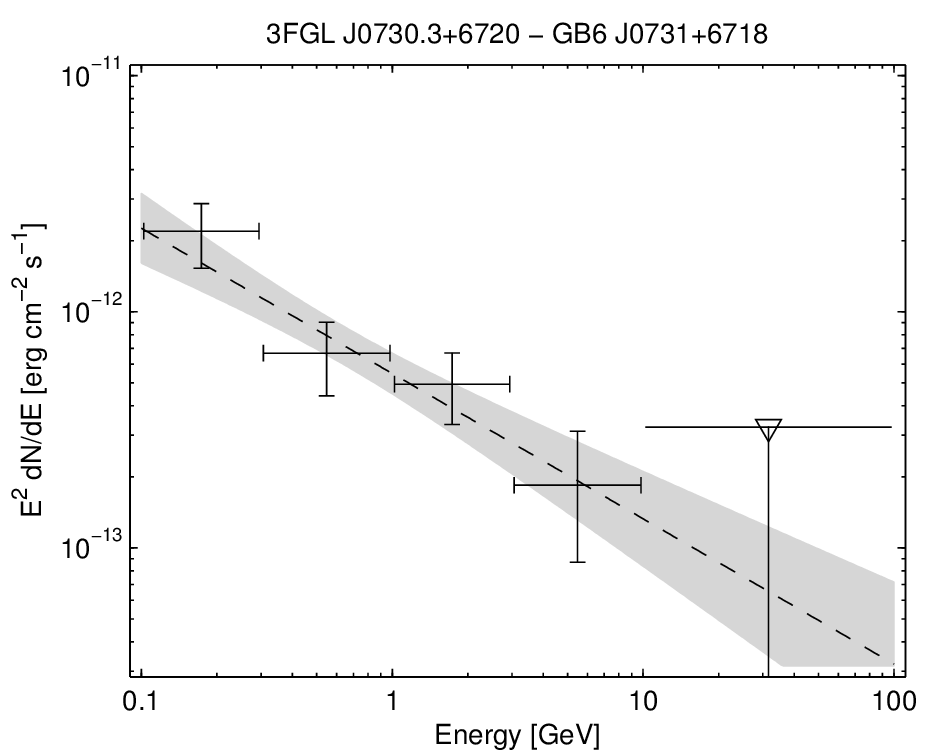 3FGL J0730.3+6720 − GB6 J0731+6718
10⁻¹¹
10⁻¹²
10⁻¹³
E² dN/dE [erg cm⁻² s⁻¹]
0.1 1 10 100
Energy [GeV]